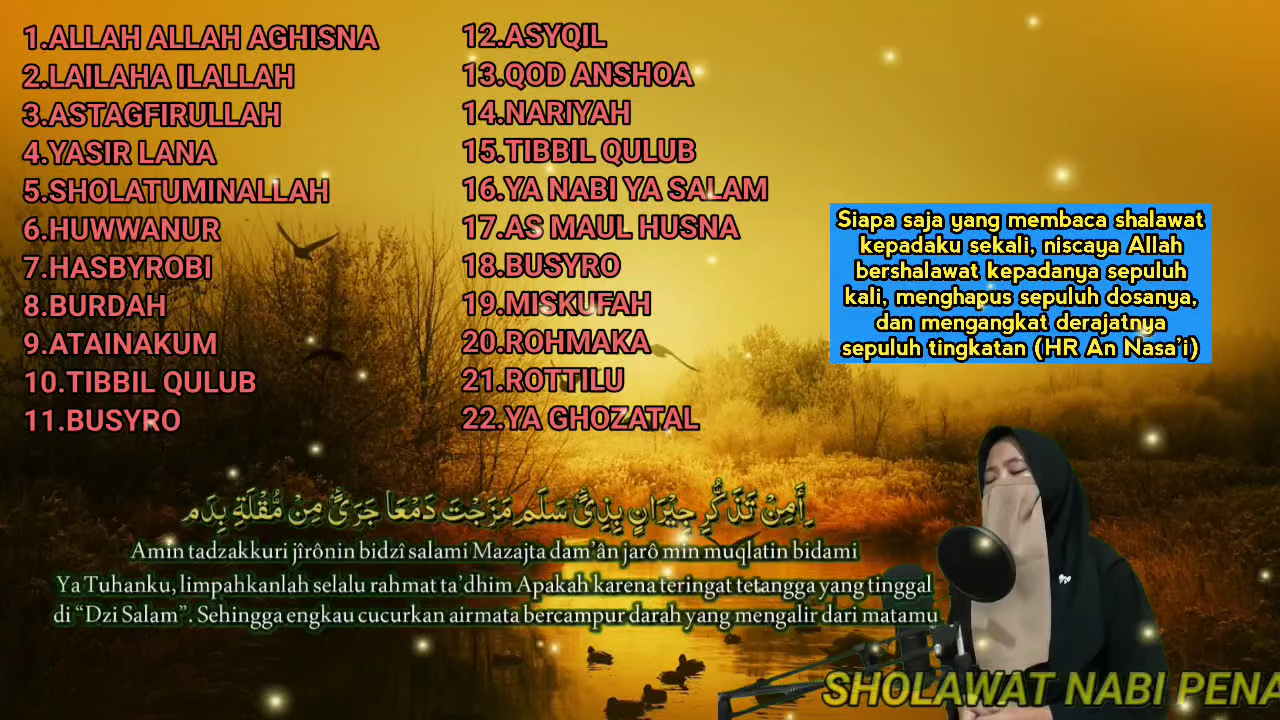 1.ALLAH ALLAH AGHISNA
2.LAILAHA ILALLAH
3.ASTAGFIRULLAH
4.YASIR LANA
5.SHOLATUMINALLAH
6.HUWWANUR
7.HASBYROBI
8.BURDAH
9.ATAINAKUM
10.TIBBIL QULUB
11.BUSYRO
12.ASYQIL
13.QOD ANSHOA
14.NARIYAH
15.TIBBIL QULUB
16.YA NABI YA SALAM
17.AS MAUL HUSNA
18.BUSYRO
19.MISKUFAH
20.ROHMAKA
21.ROTTILU
22.YA GHOZATAL
Siapa saja yang membaca shalawat
kepadaku sekali, niscaya Allah
bershalawat kepadanya sepuluh
kali, menghapus sepuluh dosanya,
dan mengangkat derajatnya
sepuluh tingkatan (HR An Nasa'i)
أَمِنْ تَذَكُّرِ جِيْرَانٍ بِذِيْ سَلَمِ مَزَجْتَ دَمْعًا جَرَيْ مِنْ مُّقْلَةٍ بِدَمِ
Amin tadzakkuri jîrônin bidzî salami Mazajta dam'ân jarô min muqlatin bidami
Ya Tuhanku, limpahkanlah selalu rahmat ta'dhim Apakah karena teringat tetangga yang tinggal
di "Dzi Salam". Sehingga engkau cucurkan airmata bercampur darah yang mengalir dari matamu
SHOLAWAT NABI PENA